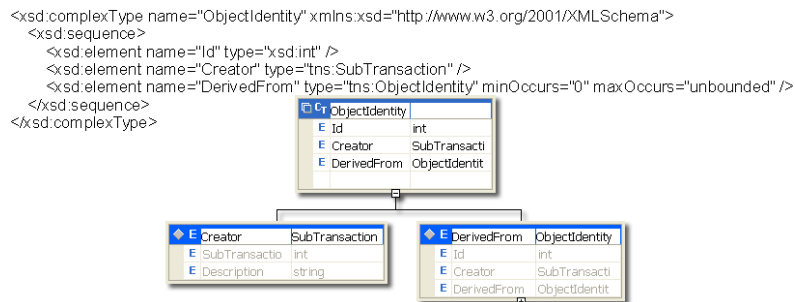 <xsd:complexType name="ObjectIdentity" xmlns:xsd="http://www.w3.org/2001/XMLSchema">
<xsd:sequence>
<xsd:element name="Id" type="xsd:int" />
<xsd:element name="Creator" type="tns:SubTransaction" />
<xsd:element name="DerivedFrom" type="tns:ObjectIdentity" minOccurs="0" maxOccurs="unbounded" />
</xsd:sequence>
</xsd:complexType>
CT ObjectIdentity
E Id int
E Creator SubTransacti
E DerivedFrom ObjectIdentit
E Creator SubTransaction
E SubTransactio int
E Description string
E DerivedFrom ObjectIdentity
E Id int
E Creator SubTransacti
E DerivedFrom ObjectIdentit